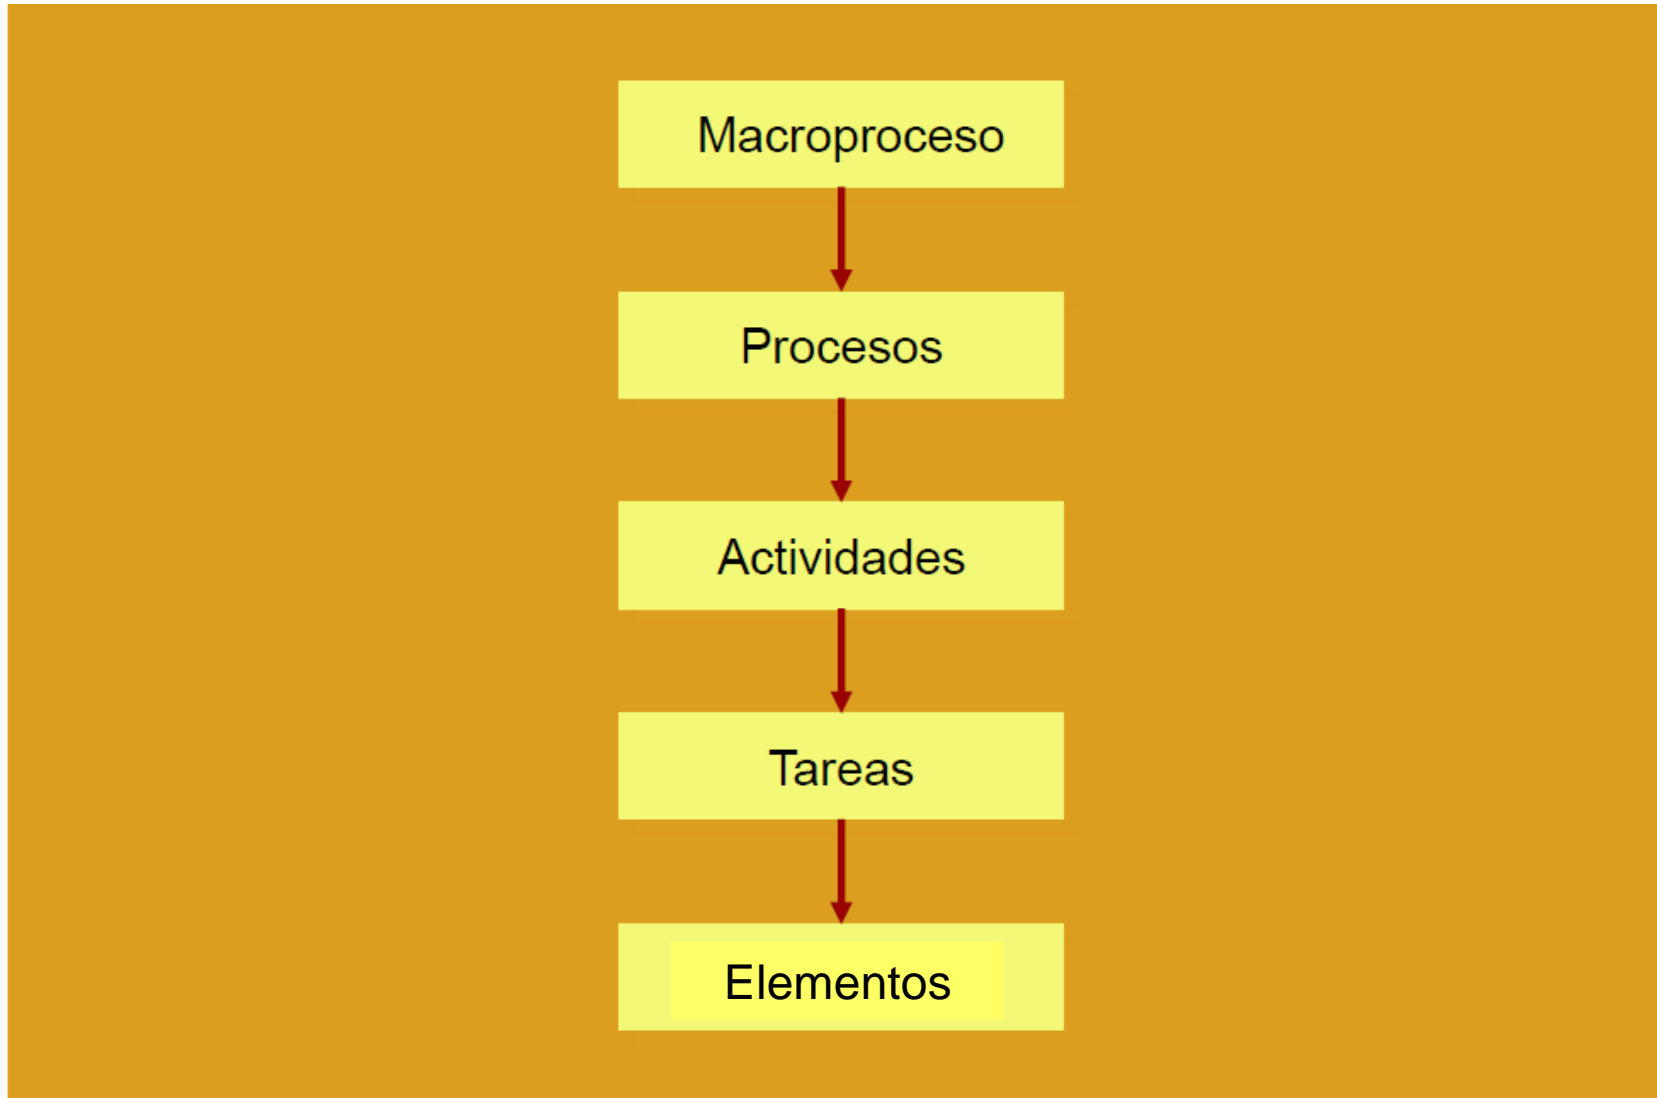 Macroproceso
Procesos
Actividades
Tareas
Elementos